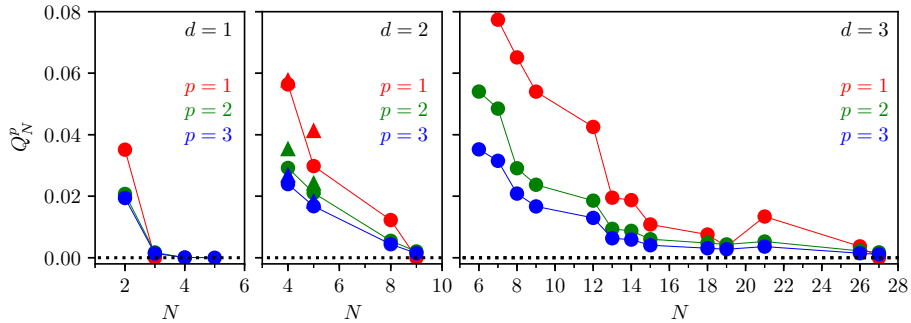 0.08
0.06
0.04
0.02
0.00
Q_N^p
d = 1
p = 1
p = 2
p = 3
2 4 6
N
d = 2
p = 1
p = 2
p = 3
4 6 8 10
N
d = 3
p = 1
p = 2
p = 3
6 8 10 12 14 16 18 20 22 24 26 28
N